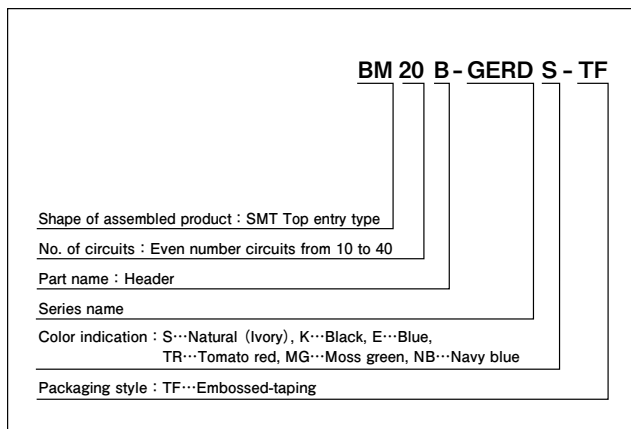 BM 20 B - GERD S - TF
Shape of assembled product : SMT Top entry type
No. of circuits : Even number circuits from 10 to 40
Part name : Header
Series name
Color indication : S…Natural (Ivory), K…Black, E…Blue,
TR…Tomato red, MG…Moss green, NB…Navy blue
Packaging style : TF…Embossed-taping